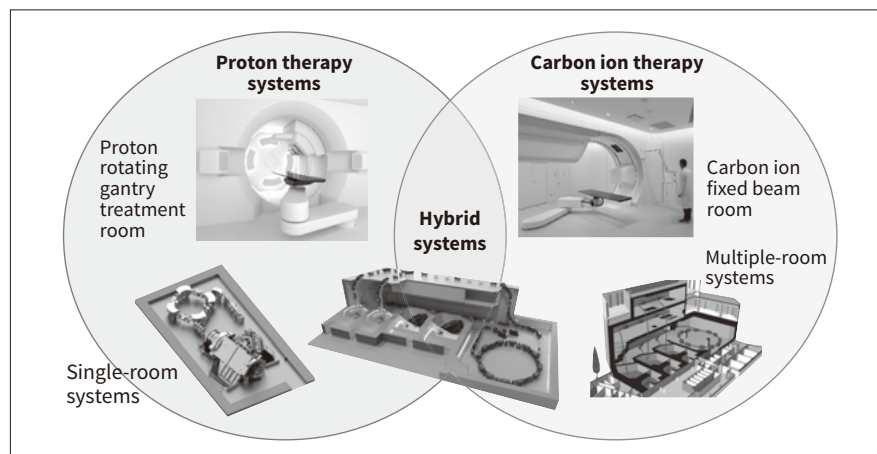 Proton therapy
systems
Carbon ion therapy
systems
Proton
rotating
gantry
treatment
room
Carbon ion
fixed beam
room
Hybrid
systems
Multiple-room
systems
Single-room
systems